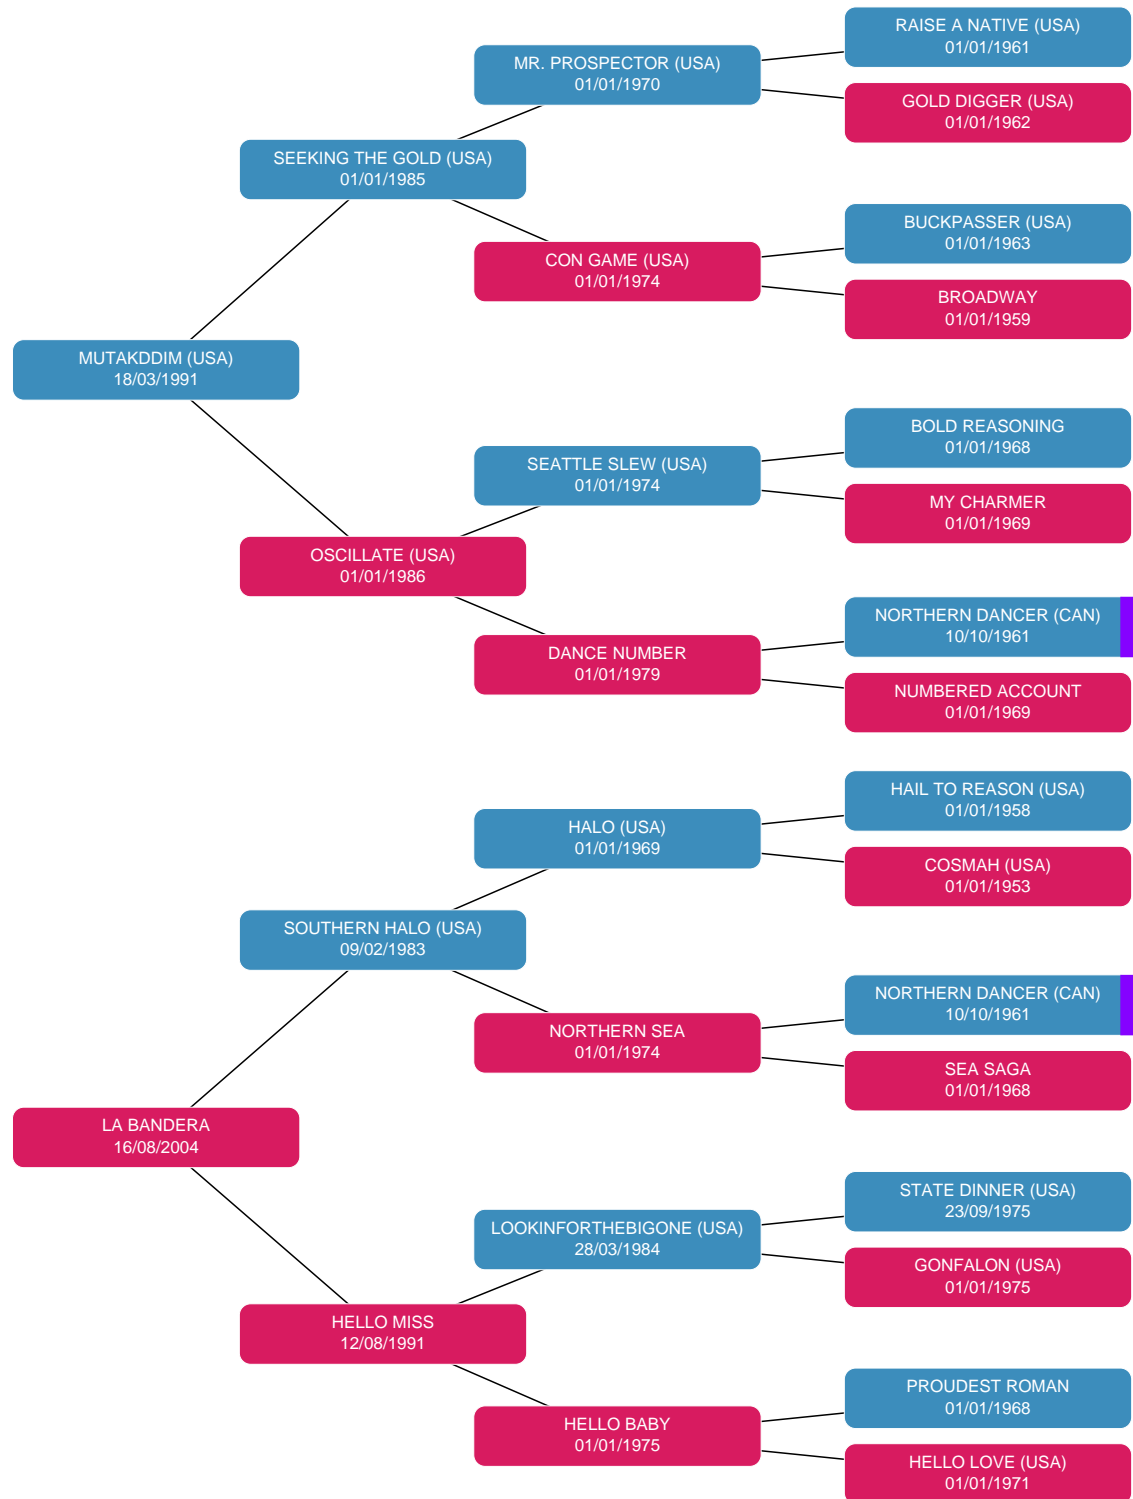 RAISE A NATIVE (USA)
01/01/1961
MR. PROSPECTOR (USA)
01/01/1970
GOLD DIGGER (USA)
01/01/1962
SEEKING THE GOLD (USA)
01/01/1985
BUCKPASSER (USA)
01/01/1963
CON GAME (USA)
01/01/1974
BROADWAY
01/01/1959
MUTAKDDIM (USA)
18/03/1991
BOLD REASONING
01/01/1968
SEATTLE SLEW (USA)
01/01/1974
MY CHARMER
01/01/1969
OSCILLATE (USA)
01/01/1986
NORTHERN DANCER (CAN)
10/10/1961
DANCE NUMBER
01/01/1979
NUMBERED ACCOUNT
01/01/1969
HAIL TO REASON (USA)
01/01/1958
HALO (USA)
01/01/1969
COSMAH (USA)
01/01/1953
SOUTHERN HALO (USA)
09/02/1983
NORTHERN DANCER (CAN)
10/10/1961
NORTHERN SEA
01/01/1974
SEA SAGA
01/01/1968
LA BANDERA
16/08/2004
STATE DINNER (USA)
23/09/1975
LOOKINFORTHEBIGONE (USA)
28/03/1984
GONFALON (USA)
01/01/1975
HELLO MISS
12/08/1991
PROUDEST ROMAN
01/01/1968
HELLO BABY
01/01/1975
HELLO LOVE (USA)
01/01/1971